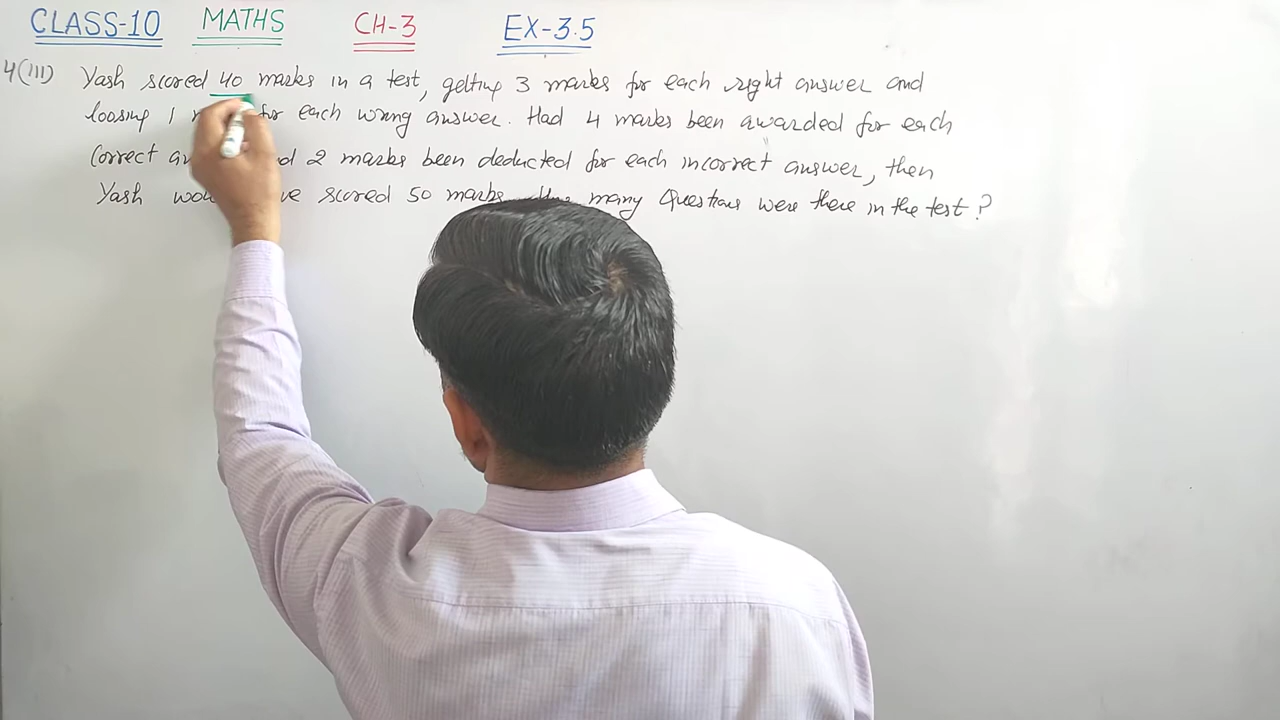 CLASS-10 MATHS CH-3 EX-3.5
4(III) Yash scored 40 marks in a test, getting 3 marks for each right answer and
loosing 1 for each wrong answer. Had 4 marks been awarded for each
Correct 2 marks been deducted for each incorrect answer, then
Yash scored 50 marks many Questions were there in the test?